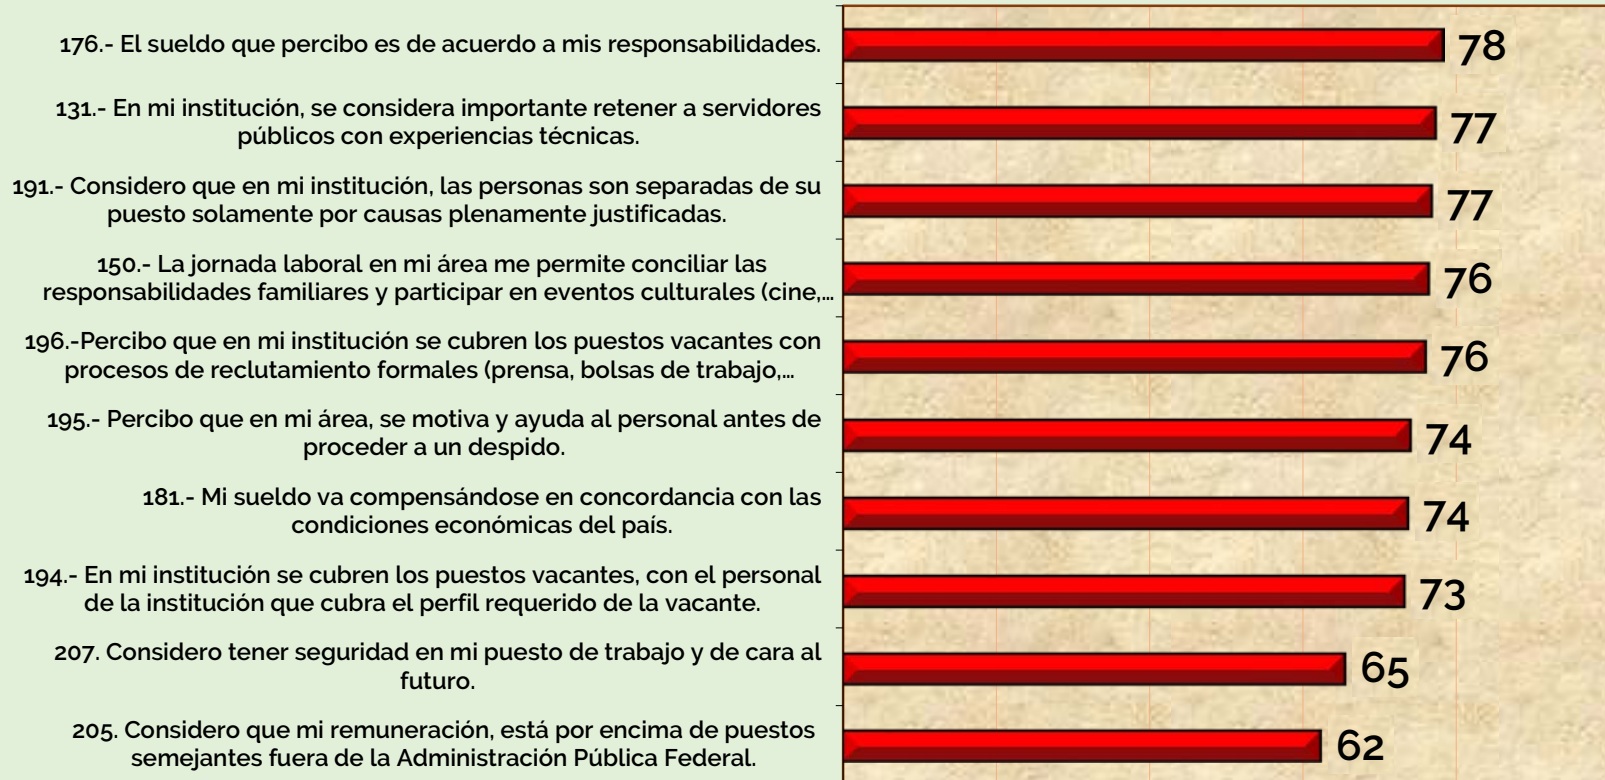 176.- El sueldo que percibo es de acuerdo a mis responsabilidades.
78
131.- En mi institución, se considera importante retener a servidores
públicos con experiencias técnicas.
77
191.- Considero que en mi institución, las personas son separadas de su
puesto solamente por causas plenamente justificadas.
77
150.- La jornada laboral en mi área me permite conciliar las
responsabilidades familiares y participar en eventos culturales (cine,...
76
196.-Percibo que en mi institución se cubren los puestos vacantes con
procesos de reclutamiento formales (prensa, bolsas de trabajo,...
76
195.- Percibo que en mi área, se motiva y ayuda al personal antes de
proceder a un despido.
74
181.- Mi sueldo va compensándose en concordancia con las
condiciones económicas del país.
74
194.- En mi institución se cubren los puestos vacantes, con el personal
de la institución que cubra el perfil requerido de la vacante.
73
207. Considero tener seguridad en mi puesto de trabajo y de cara al
futuro.
65
205. Considero que mi remuneración, está por encima de puestos
semejantes fuera de la Administración Pública Federal.
62